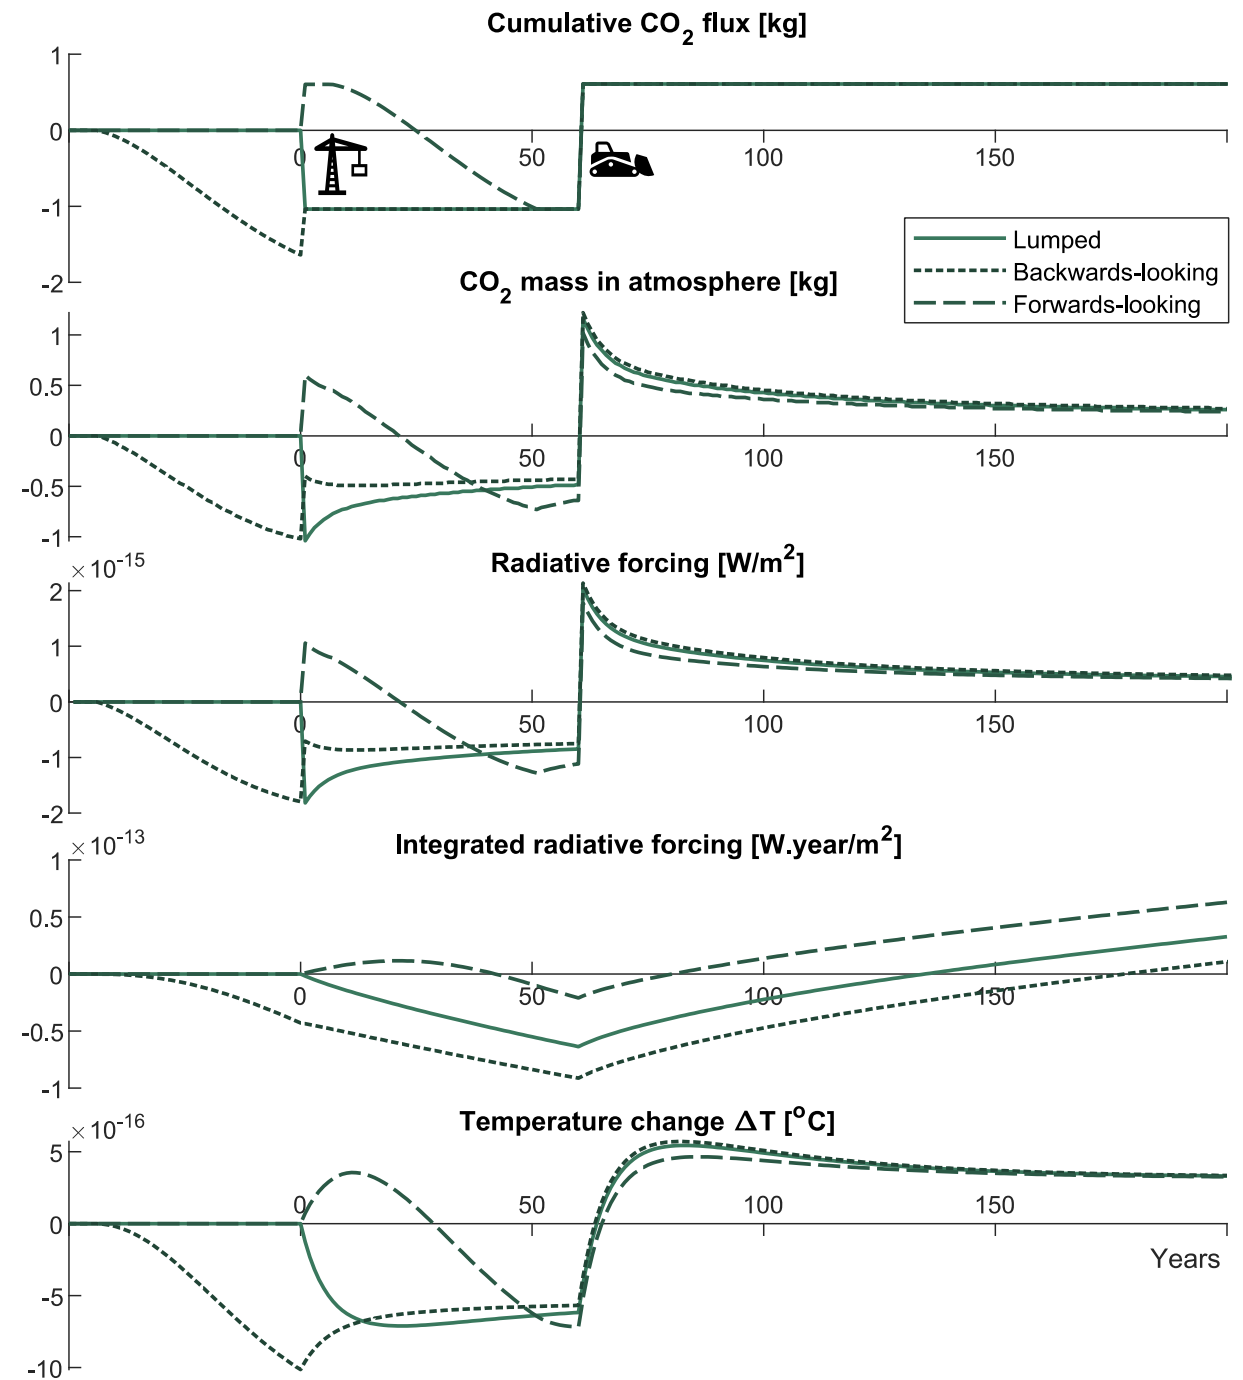 Cumulative CO2 flux [kg]
1
0
-1
-2
0 50 100 150
Lumped
Backwards-looking
Forwards-looking
CO2 mass in atmosphere [kg]
1
0.5
0
-0.5
-1
0 50 100 150
×10-15
Radiative forcing [W/m2]
2
1
0
-1
-2
0 50 100 150
×10-13
Integrated radiative forcing [W.year/m2]
1
0.5
0
-0.5
-1
0 50 100 150
×10-16
Temperature change ΔT [oC]
5
0
-5
-10
0 50 100 150
Years